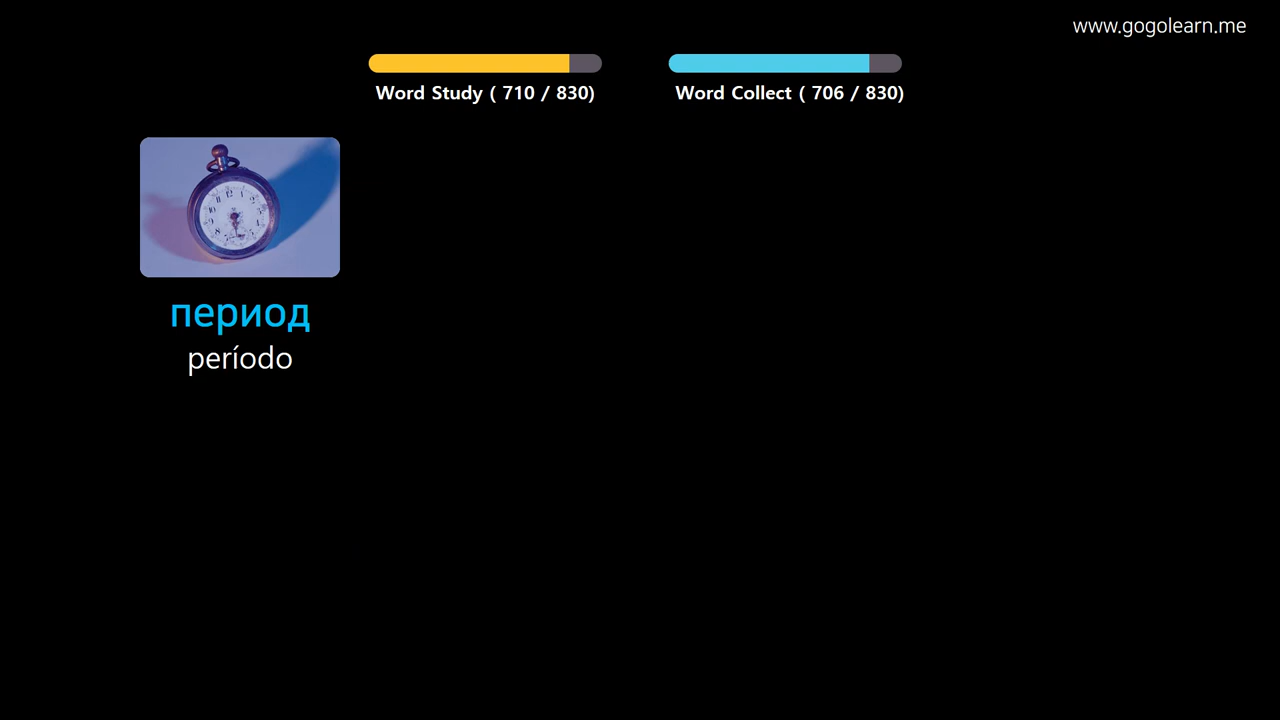 www.gogolearn.me
Word Study ( 710 / 830)
Word Collect ( 706 / 830)
период
período